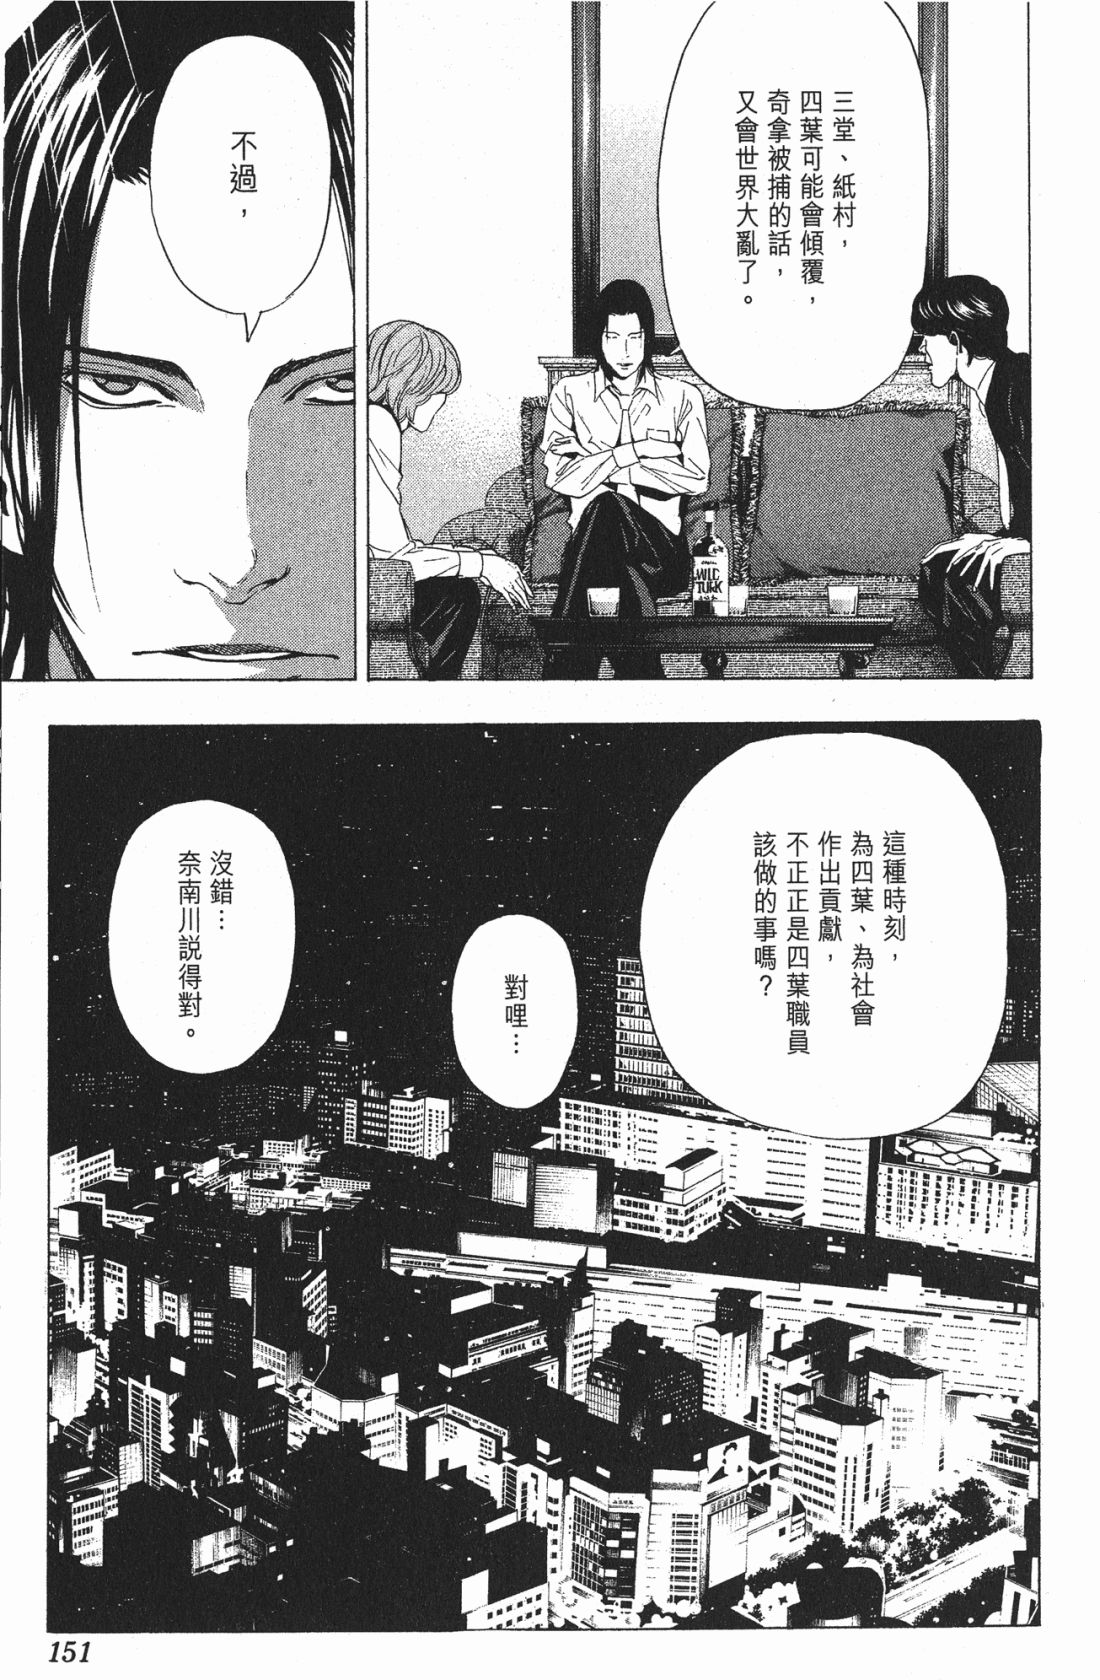 三堂、紙村，
四葉可能會傾覆，
奇拿被捕的話，
又會世界大亂了。
WILD
TURK
不過，
這種時刻，
為四葉、為社會
作出貢獻，
不正正是四葉職員
該做的事嗎？
對哩…
沒錯…
奈南川說得對。
151